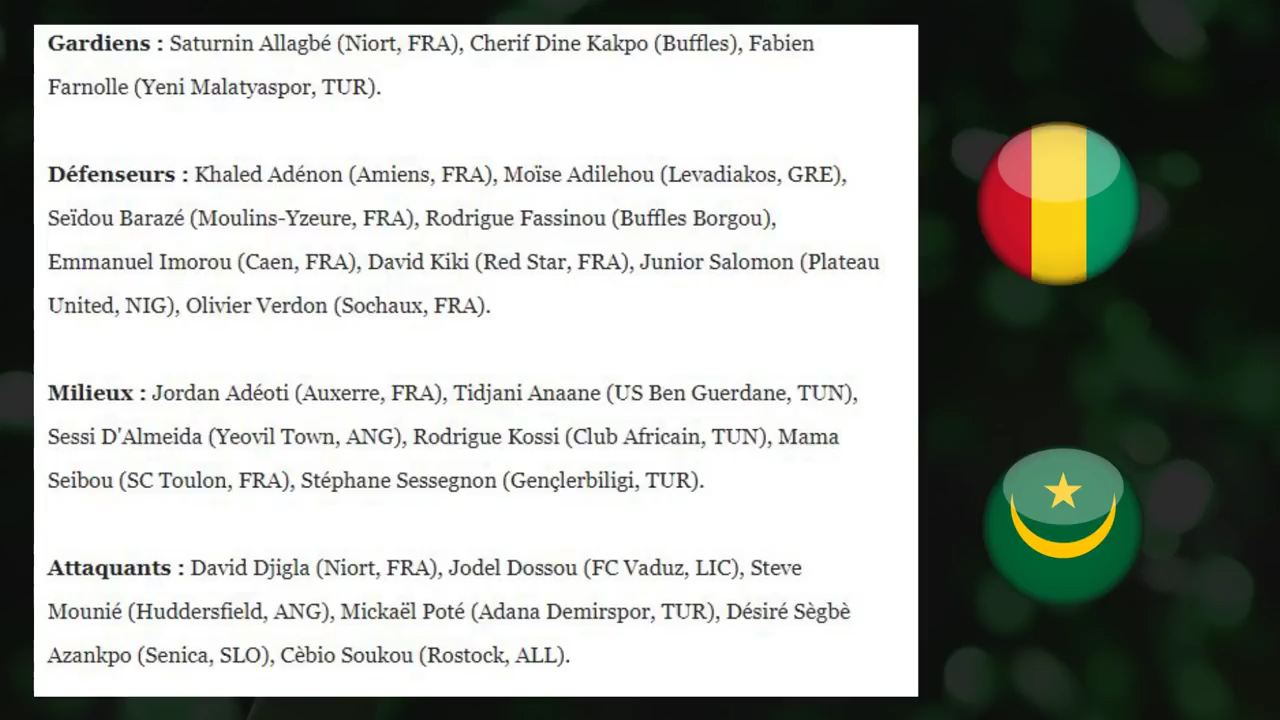 Gardiens : Saturnin Allagbé (Niort, FRA), Cherif Dine Kakpo (Buffles), Fabien
Farnolle (Yeni Malatyaspor, TUR).
Défenseurs : Khaled Adénon (Amiens, FRA), Moïse Adilehou (Levadiakos, GRE),
Seïdou Barazé (Moulins-Yzeure, FRA), Rodrigue Fassinou (Buffles Borgou),
Emmanuel Imorou (Caen, FRA), David Kiki (Red Star, FRA), Junior Salomon (Plateau
United, NIG), Olivier Verdon (Sochaux, FRA).
Milieux : Jordan Adéoti (Auxerre, FRA), Tidjani Anaane (US Ben Guerdane, TUN),
Sessi D'Almeida (Yeovil Town, ANG), Rodrigue Kossi (Club Africain, TUN), Mama
Seibou (SC Toulon, FRA), Stéphane Sessegnon (Gençlerbiligi, TUR).
Attaquants : David Djigla (Niort, FRA), Jodel Dossou (FC Vaduz, LIC), Steve
Mounié (Huddersfield, ANG), Mickaël Poté (Adana Demirspor, TUR), Désiré Sègbè
Azankpo (Senica, SLO), Cèbio Soukou (Rostock, ALL).